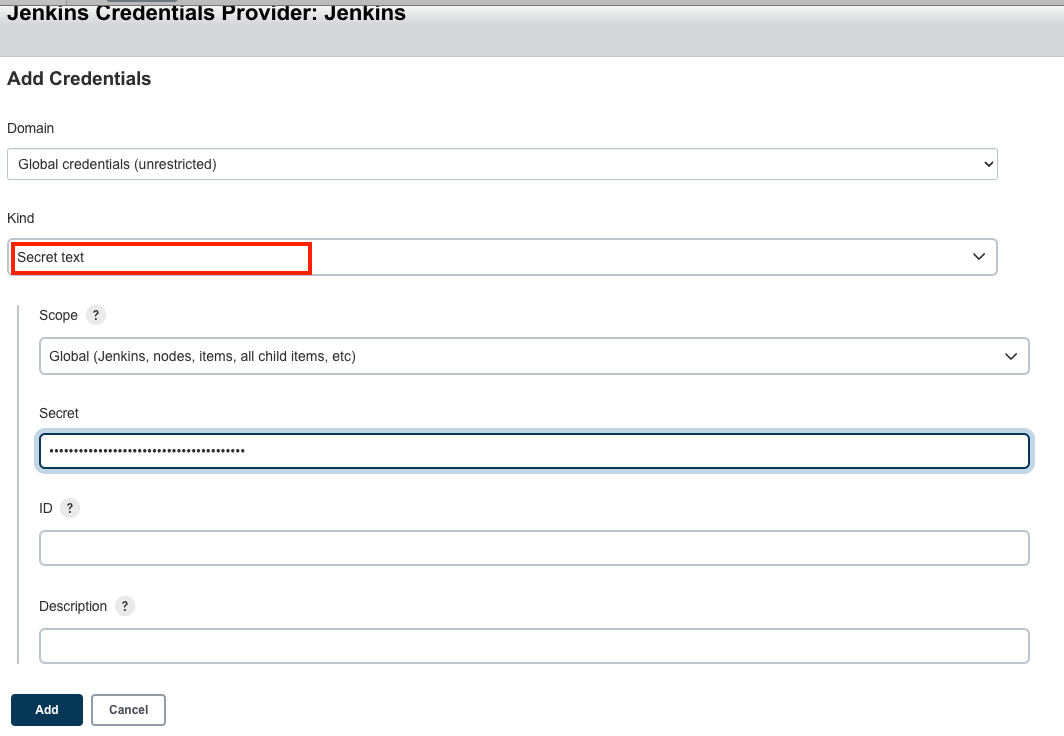 Jenkins Credentials Provider: Jenkins
Add Credentials
Domain
Global credentials (unrestricted)
Kind
Secret text
Scope ?
Global (Jenkins, nodes, items, all child items, etc)
Secret
••••••••••••••••••••••••••••••••••••••••
ID ?
Description ?
Add Cancel